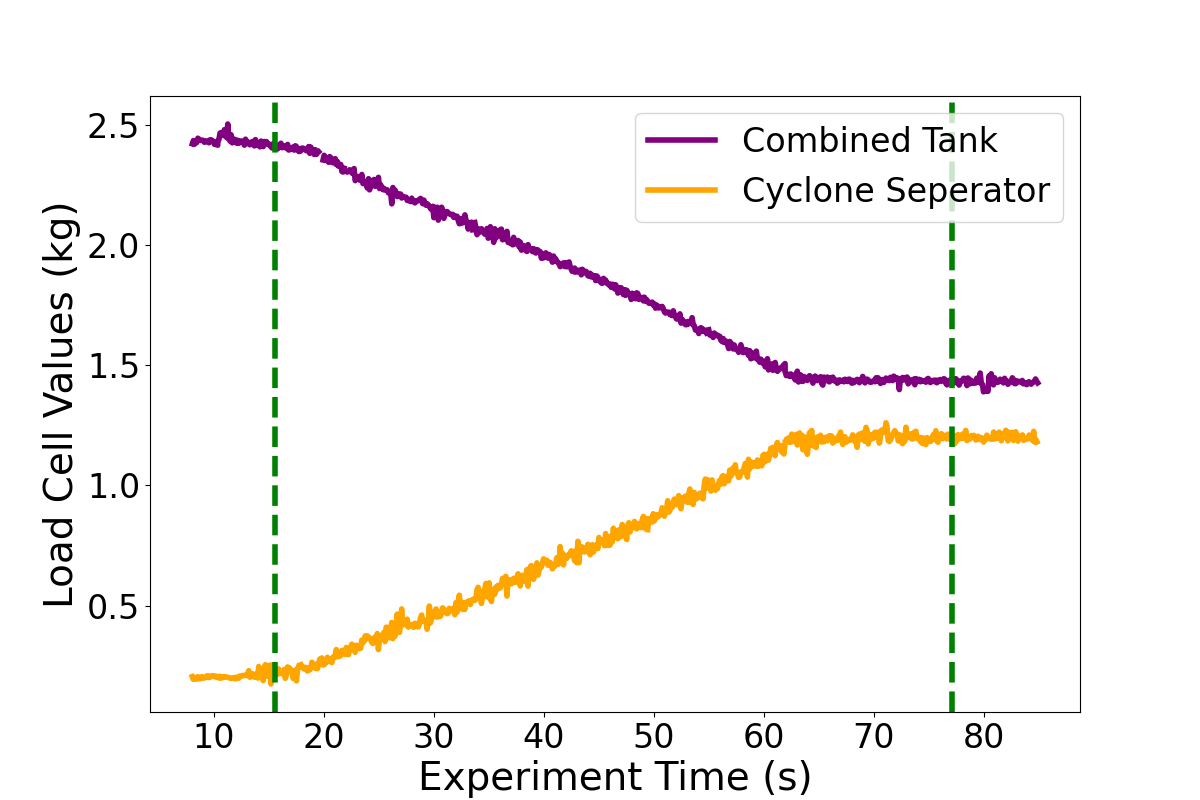 Load Cell Values (kg)
2.5
2.0
1.5
1.0
0.5
Combined Tank
Cyclone Seperator
10 20 30 40 50 60 70 80
Experiment Time (s)